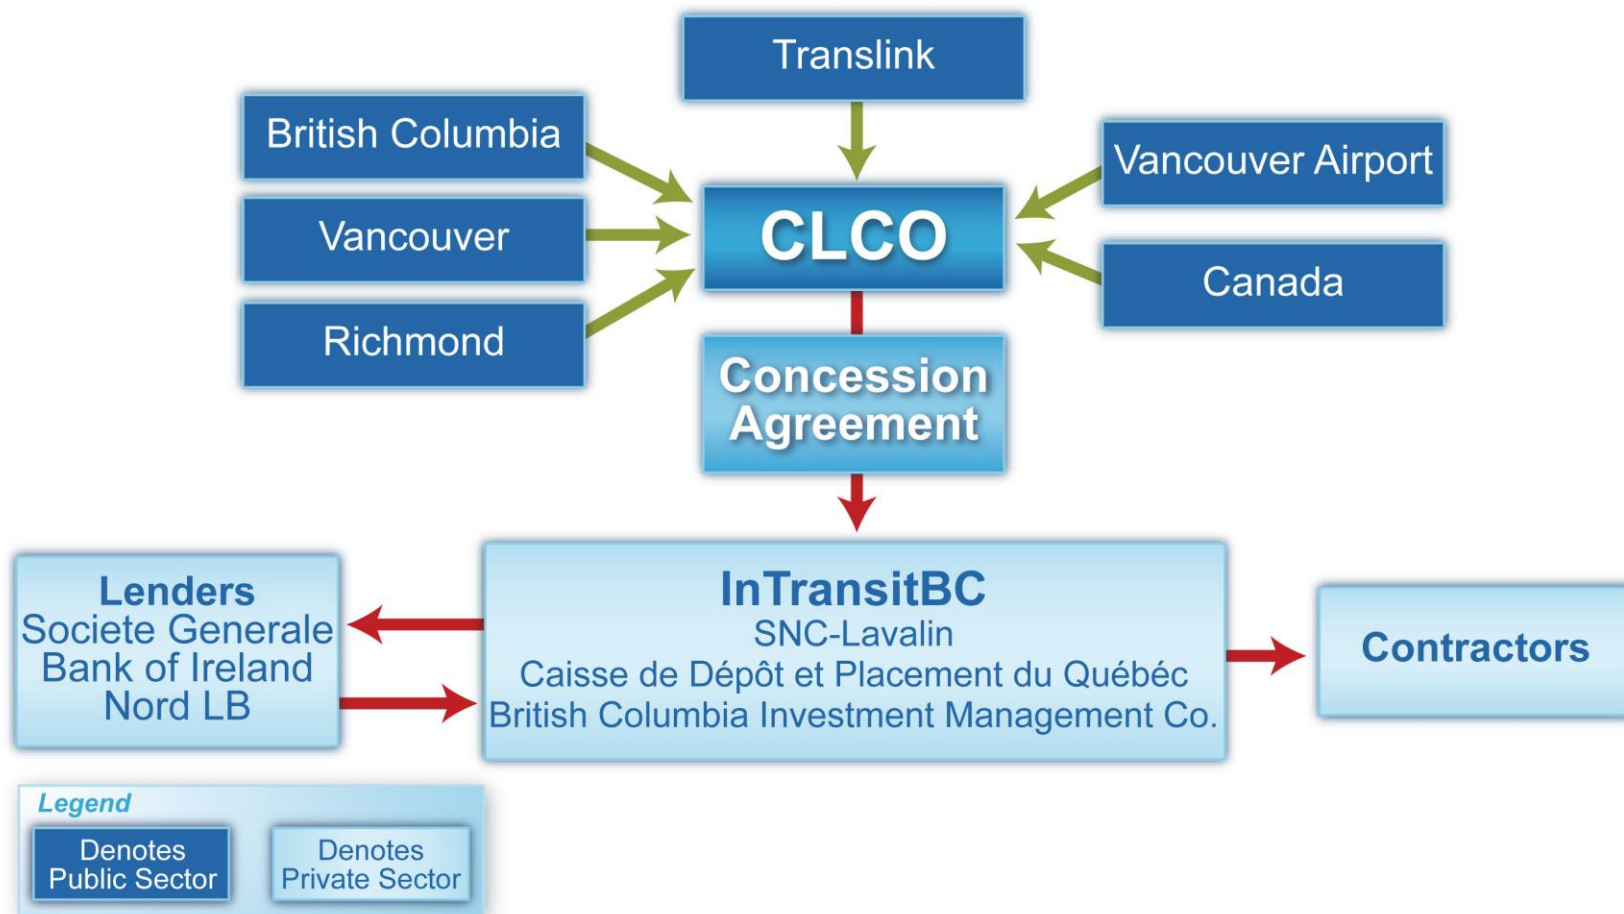 Translink
British Columbia
Vancouver
Richmond
CLCO
Vancouver Airport
Canada
Concession
Agreement
Lenders
Societe Generale
Bank of Ireland
Nord LB
InTransitBC
SNC-Lavalin
Caisse de Dépôt et Placement du Québéc
British Columbia Investment Management Co.
Contractors
Legend
Denotes
Public Sector
Denotes
Private Sector